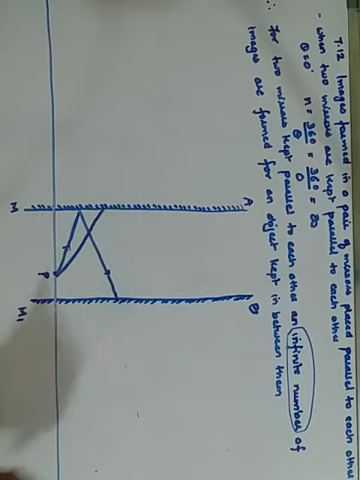 7.12 Images formed in a pair of mirrors placed parallel to each other
- when two mirrors are kept parallel to each other
θ=0° n = 360/θ = 360/0 = ∞
∴ For two mirrors kept parallel to each other an infinite number of
images are formed for an object kept in between them
M A
P
M1 B